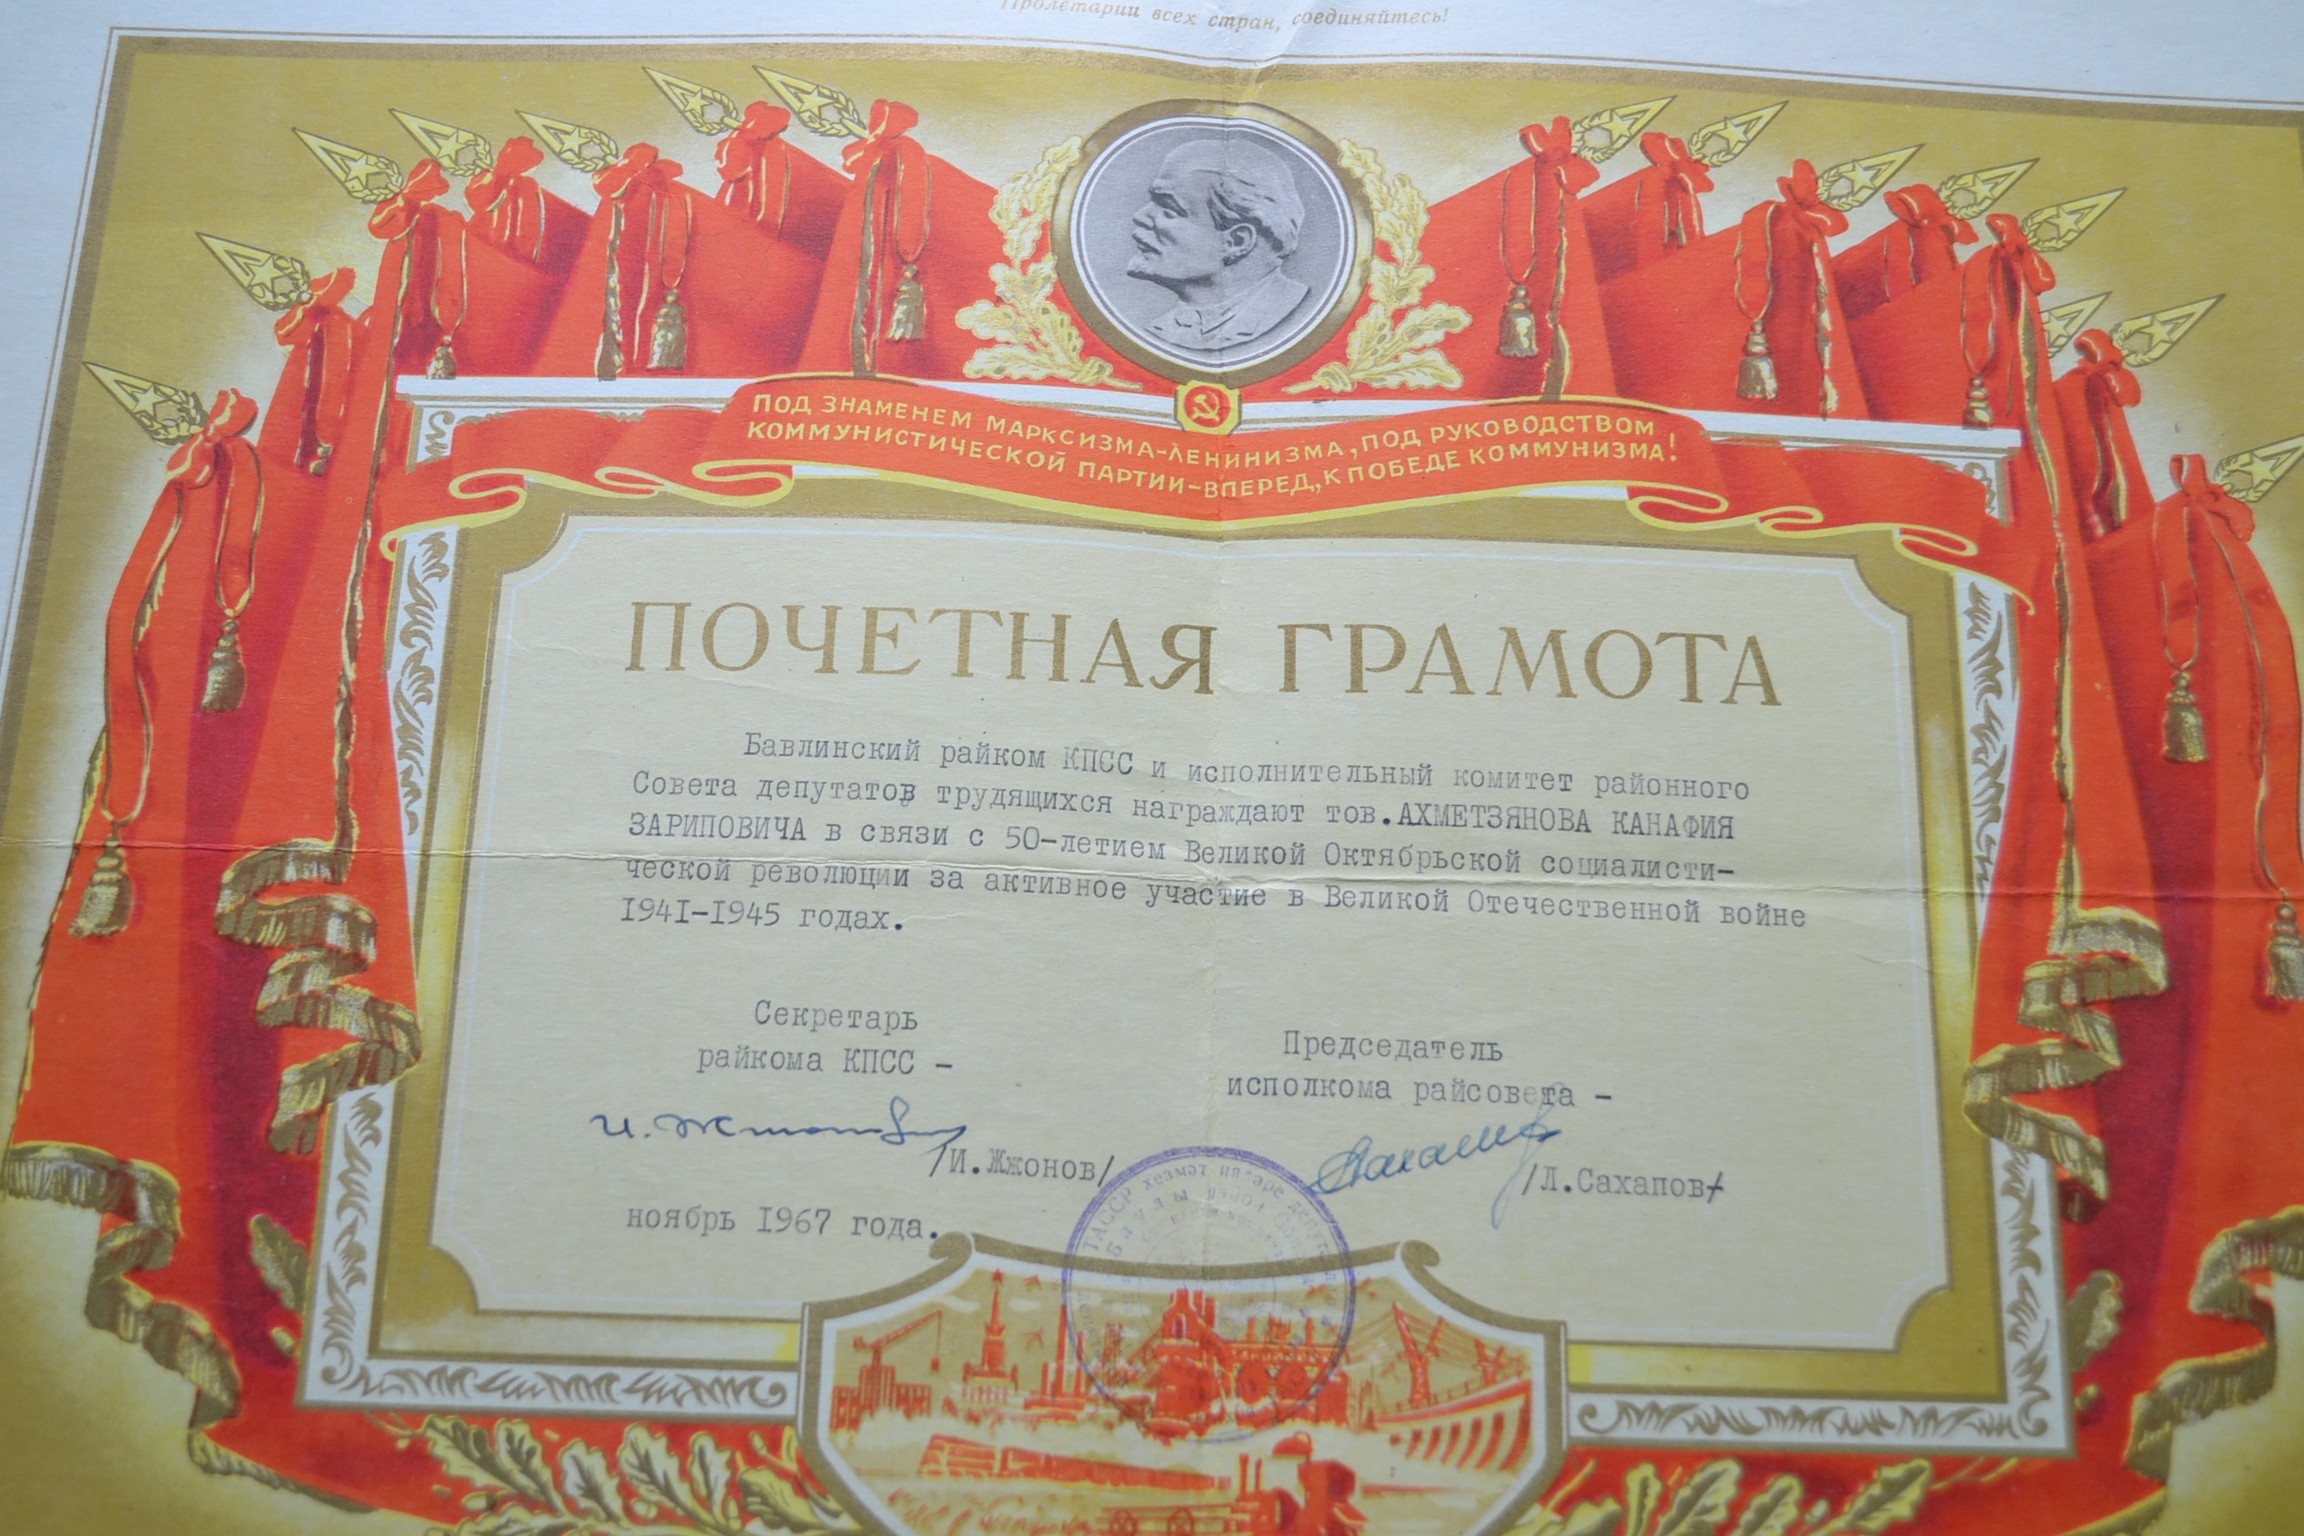 Пролетарии всех стран, соединяйтесь!
ПОД ЗНАМЕНЕМ МАРКСИЗМА-ЛЕНИНИЗМА, ПОД РУКОВОДСТВОМ
КОММУНИСТИЧЕСКОЙ ПАРТИИ-ВПЕРЕД, К ПОБЕДЕ КОММУНИЗМА!
ПОЧЕТНАЯ ГРАМОТА
Бавлинский райком КПСС и исполнительный комитет районного
Совета депутатов трудящихся награждают тов.АХМЕТЗЯНОВА КАНАФИЯ
ЗАРИПОВИЧА в связи с 50-летием Великой Октябрьской социалисти-
ческой революции за активное участие в Великой Отечественной войне
1941-1945 годах.
Секретарь
райкома КПСС -
Председатель
исполкома райсовета -
/И.Жжонов/
/Л.Сахапов/
ноябрь 1967 года.
ТАССР хезмәт